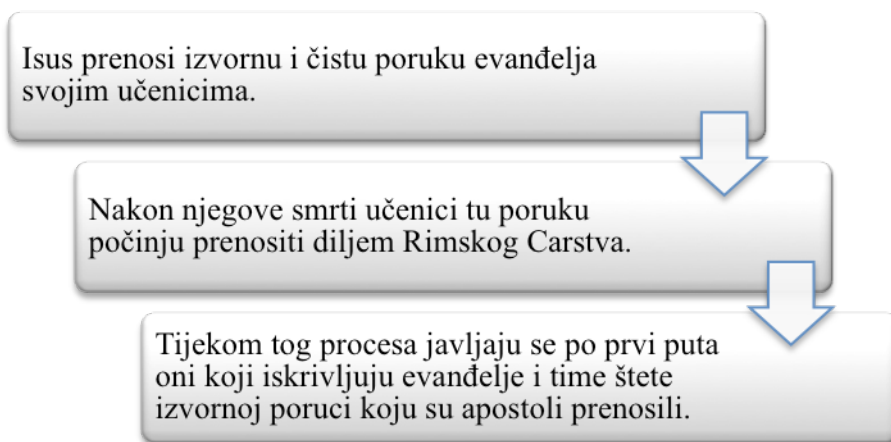 Isus prenosi izvornu i čistu poruku evanđelja
svojim učenicima.
Nakon njegove smrti učenici tu poruku
počinju prenositi diljem Rimskog Carstva.
Tijekom tog procesa javljaju se po prvi puta
oni koji iskrivljuju evanđelje i time štete
izvornoj poruci koju su apostoli prenosili.